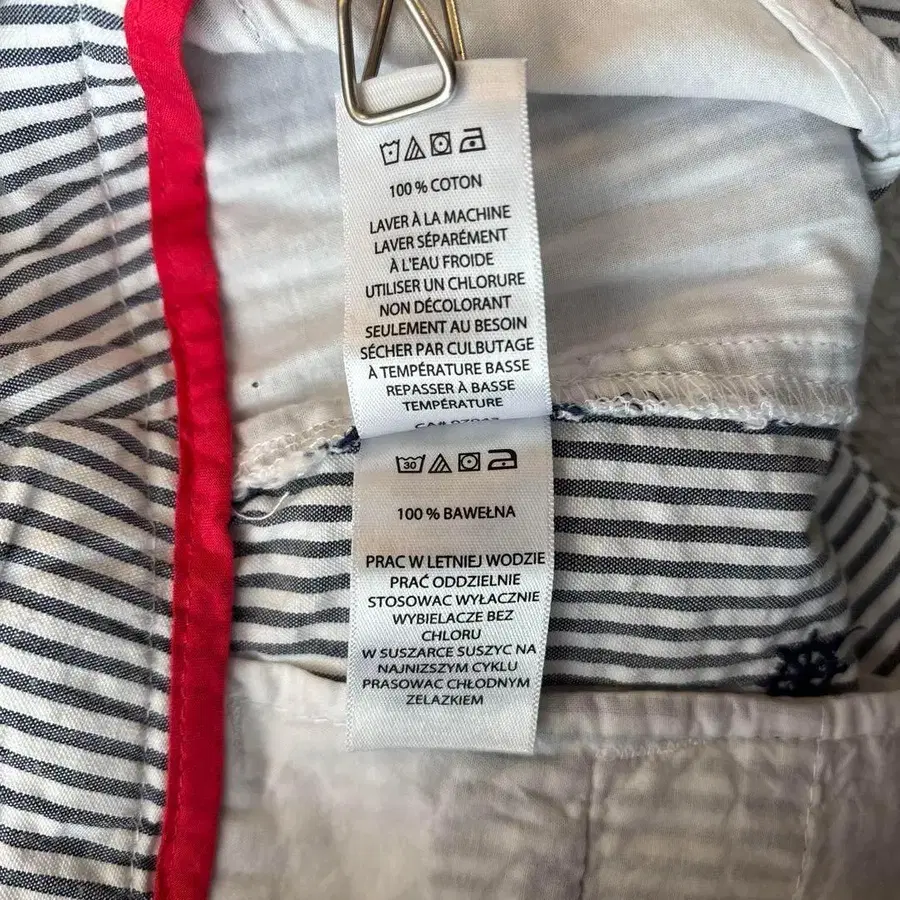 100 % COTON
LAVER À LA MACHINE
LAVER SÉPARÉMENT
À L'EAU FROIDE
UTILISER UN CHLORURE
NON DÉCOLORANT
SEULEMENT AU BESOIN
SÉCHER PAR CULBUTAGE
À TEMPÉRATURE BASSE
REPASSER À BASSE
TEMPÉRATURE
30
100 % BAWEŁNA
PRAC W LETNIEJ WODZIE
PRAĆ ODDZIELNIE
STOSOWAC WYŁACZNIE
WYBIELACZE BEZ
CHLORU
W SUSZARCE SUSZYC NA
NAJNIZSZYM CYKLU
PRASOWAC CHŁODNYM
ZELAZKIEM